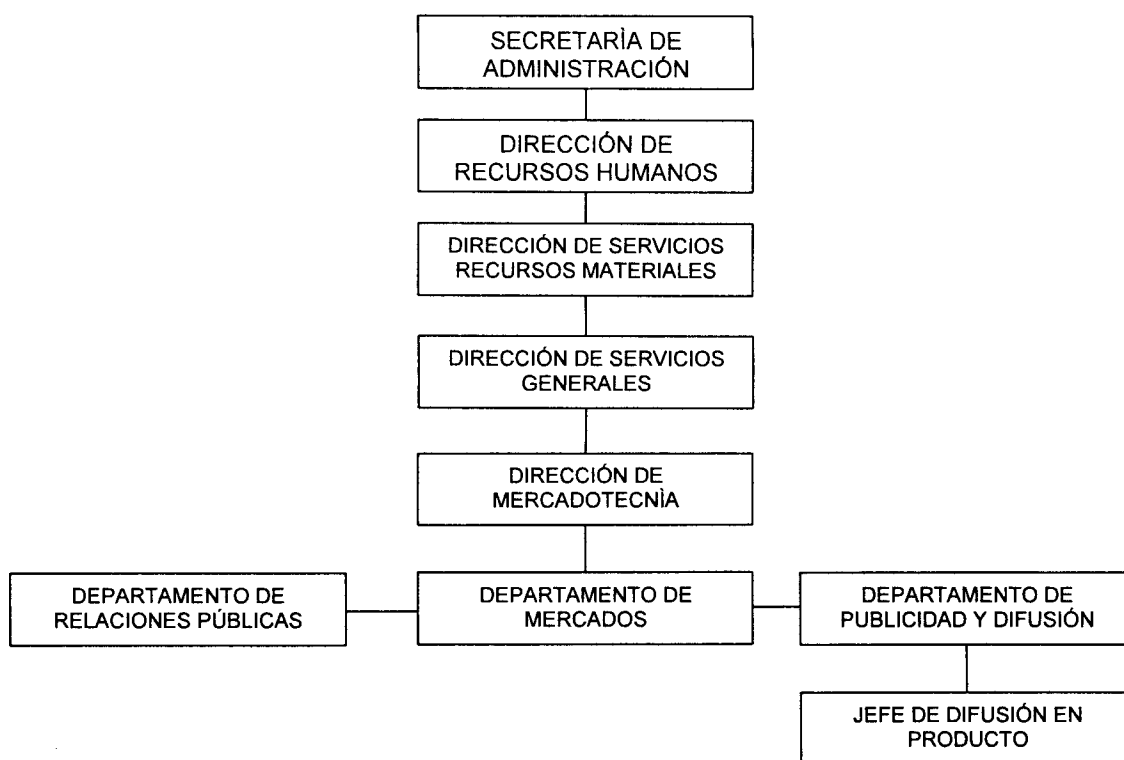 SECRETARÌA DE
ADMINISTRACIÓN
DIRECCIÓN DE
RECURSOS HUMANOS
DIRECCIÓN DE SERVICIOS
RECURSOS MATERIALES
DIRECCIÓN DE SERVICIOS
GENERALES
DIRECCIÓN DE
MERCADOTECNÌA
DEPARTAMENTO DE
RELACIONES PÚBLICAS
DEPARTAMENTO DE
MERCADOS
DEPARTAMENTO DE
PUBLICIDAD Y DIFUSIÓN
JEFE DE DIFUSIÓN EN
PRODUCTO